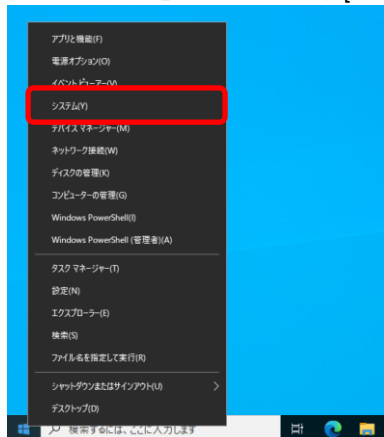 アプリと機能(F)
電源オプション(O)
イベント ビューアー(V)
システム(Y)
デバイス マネージャー(M)
ネットワーク接続(W)
ディスクの管理(K)
コンピューターの管理(G)
Windows PowerShell(I)
Windows PowerShell (管理者)(A)
タスク マネージャー(T)
設定(N)
エクスプローラー(E)
検索(S)
ファイル名を指定して実行(R)
シャットダウンまたはサインアウト(U)
デスクトップ(D)
検索するには、ここに入力します